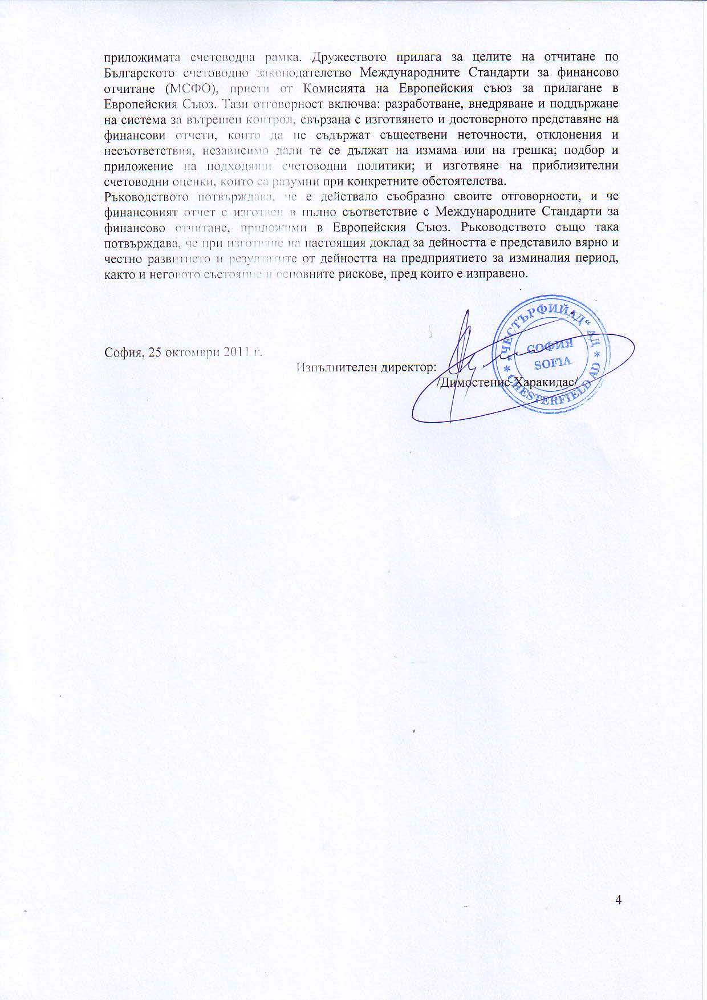 приложимата счетоводна рамка. Дружеството прилага за целите на отчитане по
Българското счетоводно законодателство Международните Стандарти за финансово
отчитане (МСФО), приети от Комисията на Европейския съюз за прилагане в
Европейския Съюз. Тази отговорност включва: разработване, внедряване и поддържане
на система за вътрешен контрол, свързана с изготвянето и достоверното представяне на
финансови отчети, които да не съдържат съществени неточности, отклонения и
несъответствия, независимо дали те се дължат на измама или на грешка; подбор и
приложение на подходящи счетоводни политики; и изготвяне на приблизителни
счетоводни оценки, които са разумни при конкретните обстоятелства.
Ръководството потвърждава, че е действало съобразно своите отговорности, и че
финансовият отчет е изготвен в пълно съответствие с Международните Стандарти за
финансово отчитане, приложими в Европейския Съюз. Ръководството също така
потвърждава, че при изготвяне на настоящия доклад за дейността е представило вярно и
честно развитието и резултатите от дейността на предприятието за изминалия период,
както и неговото състояние и основните рискове, пред които е изправено.
София, 25 октомври 2011 г.
Изпълнителен директор:
/Димостенис Харакидас/
„ЧЕСТЪРФИЙЛД“ АД
СОФИЯ
SOFIA
* CHESTERFIELD AD *
4